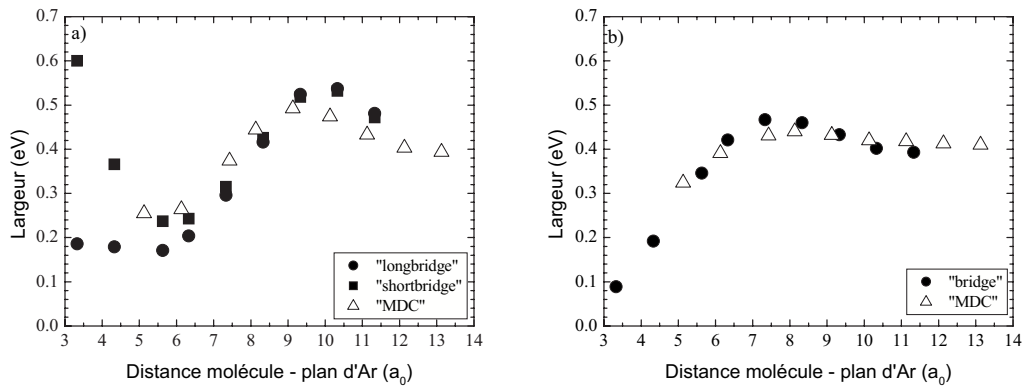 a)
0.7
0.6
0.5
0.4
0.3
0.2
0.1
0.0
Largeur (eV)
3 4 5 6 7 8 9 10 11 12 13 14
Distance molécule - plan d'Ar (a0)
"longbridge"
"shortbridge"
"MDC"
b)
0.7
0.6
0.5
0.4
0.3
0.2
0.1
0.0
Largeur (eV)
3 4 5 6 7 8 9 10 11 12 13 14
Distance molécule - plan d'Ar (a0)
"bridge"
"MDC"